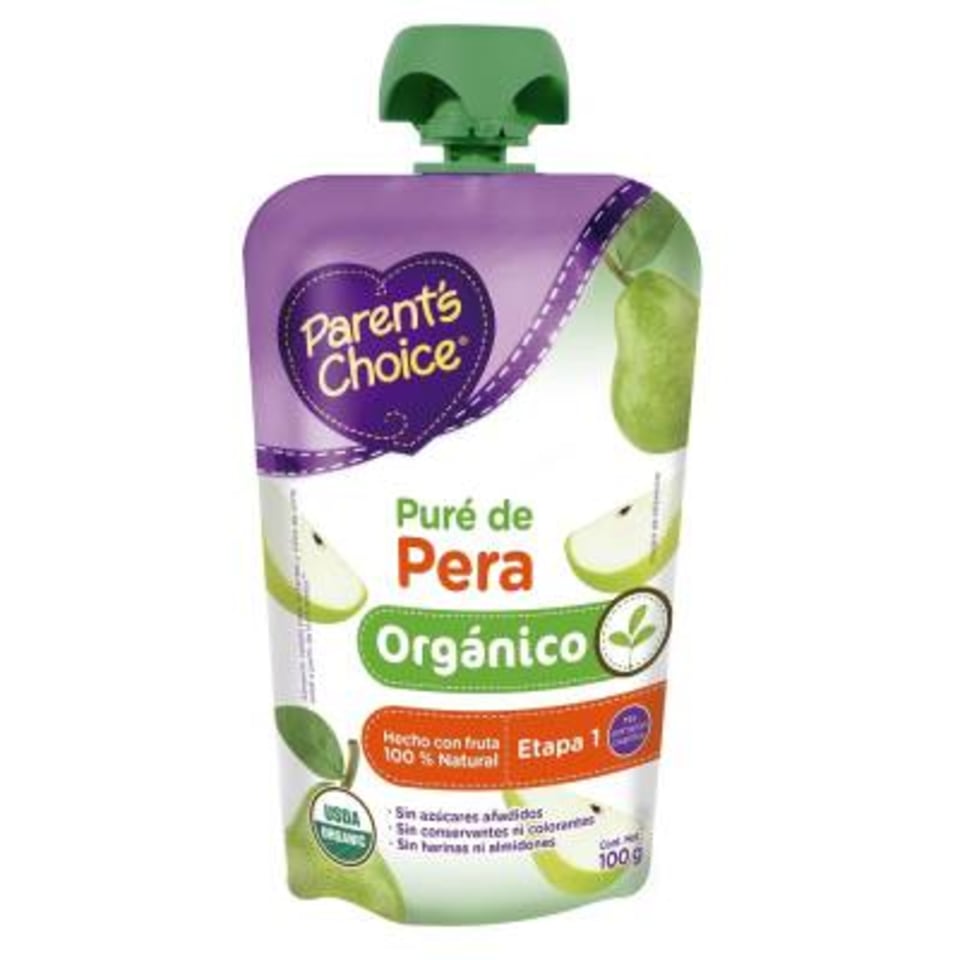 Parent's
Choice®
Puré de
Pera
Orgánico
Hecho con fruta
100 % Natural
Etapa 1
USDA
ORGANIC
· Sin azúcares añadidos
· Sin conservantes ni colorantes
· Sin harinas ni almidones
Cont. Net.
100 g